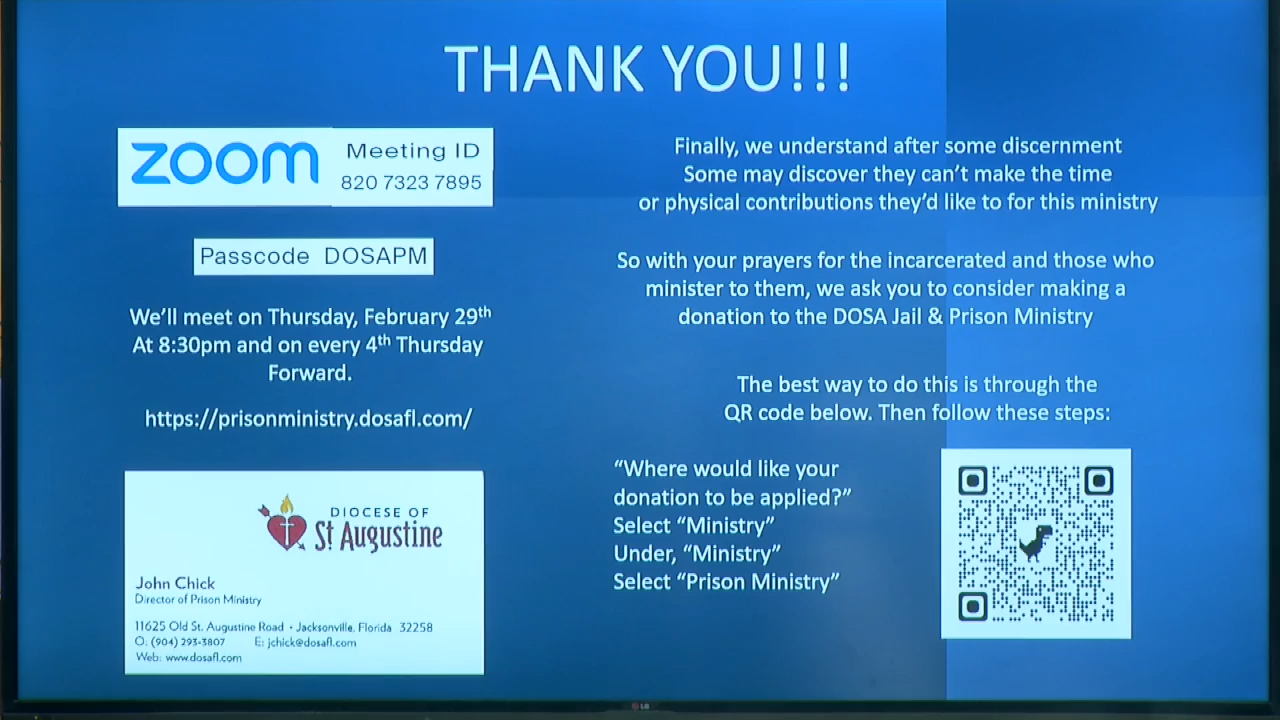 THANK YOU!!!
zoom
Meeting ID
820 7323 7895
Passcode DOSAPM
We'll meet on Thursday, February 29th
At 8:30pm and on every 4th Thursday
Forward.
https://prisonministry.dosafl.com/
DIOCESE OF
St Augustine
John Chick
Director of Prison Ministry
11625 Old St. Augustine Road • Jacksonville, Florida 32258
O: (904) 293-3807 E: jchick@dosafl.com
Web: www.dosafl.com
Finally, we understand after some discernment
Some may discover they can't make the time
or physical contributions they'd like to for this ministry
So with your prayers for the incarcerated and those who
minister to them, we ask you to consider making a
donation to the DOSA Jail & Prison Ministry
The best way to do this is through the
QR code below. Then follow these steps:
"Where would like your
donation to be applied?"
Select "Ministry"
Under, "Ministry"
Select "Prison Ministry"
LG